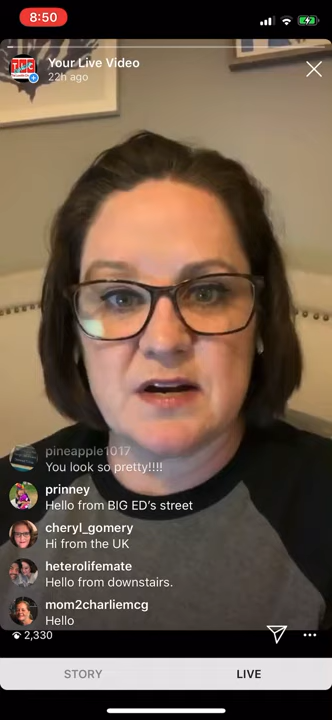 8:50
Your Live Video
22h ago
TLC
pineapple1017
You look so pretty!!!!
prinney
Hello from BIG ED's street
cheryl_gomery
Hi from the UK
heterolifemate
Hello from downstairs.
mom2charliemcg
Hello
2,330
STORY
LIVE